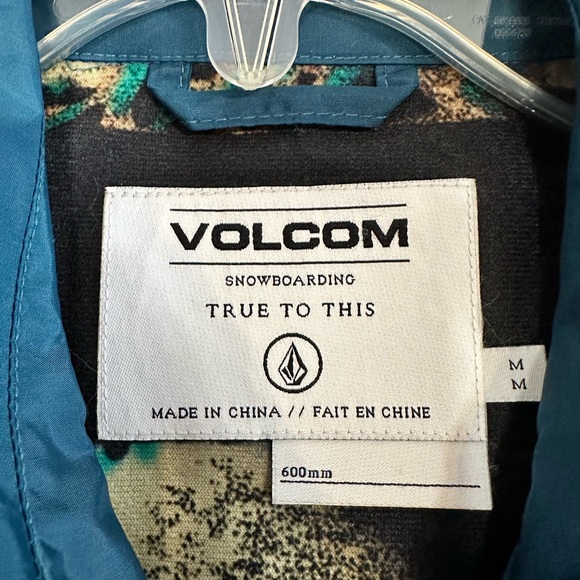 VOLCOM
SNOWBOARDING
TRUE TO THIS
M
M
MADE IN CHINA // FAIT EN CHINE
600mm